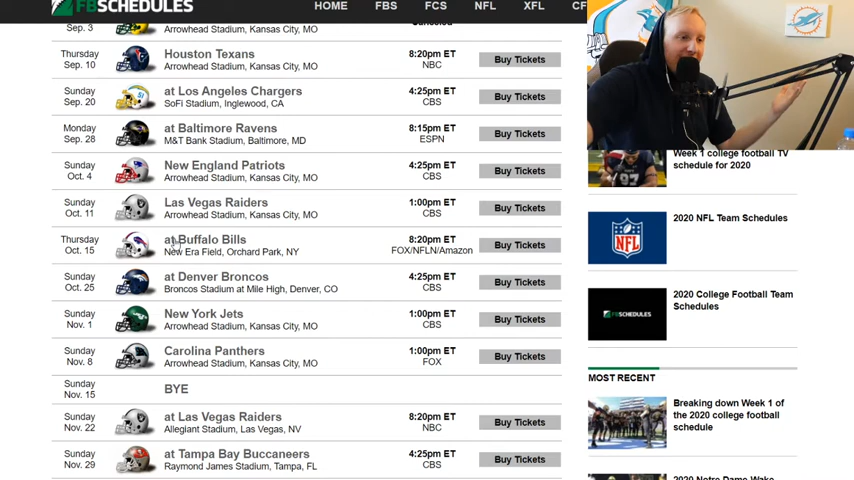 FBSCHEDULES
HOME FBS FCS NFL XFL CF
Sep. 3 Arrowhead Stadium, Kansas City, MO
Thursday Houston Texans 8:20pm ET
Sep. 10 Arrowhead Stadium, Kansas City, MO NBC Buy Tickets
Sunday at Los Angeles Chargers 4:25pm ET
Sep. 20 SoFi Stadium, Inglewood, CA CBS Buy Tickets
Monday at Baltimore Ravens 8:15pm ET
Sep. 28 M&T Bank Stadium, Baltimore, MD ESPN Buy Tickets
Sunday New England Patriots 4:25pm ET
Oct. 4 Arrowhead Stadium, Kansas City, MO CBS Buy Tickets
Sunday Las Vegas Raiders 1:00pm ET
Oct. 11 Arrowhead Stadium, Kansas City, MO CBS Buy Tickets
Thursday at Buffalo Bills 8:20pm ET
Oct. 15 New Era Field, Orchard Park, NY FOX/NFLN/Amazon Buy Tickets
Sunday at Denver Broncos 4:25pm ET
Oct. 25 Broncos Stadium at Mile High, Denver, CO CBS Buy Tickets
Sunday New York Jets 1:00pm ET
Nov. 1 Arrowhead Stadium, Kansas City, MO CBS Buy Tickets
Sunday Carolina Panthers 1:00pm ET
Nov. 8 Arrowhead Stadium, Kansas City, MO FOX Buy Tickets
Sunday BYE
Nov. 15
Sunday at Las Vegas Raiders 8:20pm ET
Nov. 22 Allegiant Stadium, Las Vegas, NV NBC Buy Tickets
Sunday at Tampa Bay Buccaneers 4:25pm ET
Nov. 29 Raymond James Stadium, Tampa, FL CBS Buy Tickets
Week 1 college football TV
schedule for 2020
2020 NFL Team Schedules
NFL
2020 College Football Team
Schedules
FBSCHEDULES
MOST RECENT
Breaking down Week 1 of
the 2020 college football
schedule
2020 Notre Dame-Wake